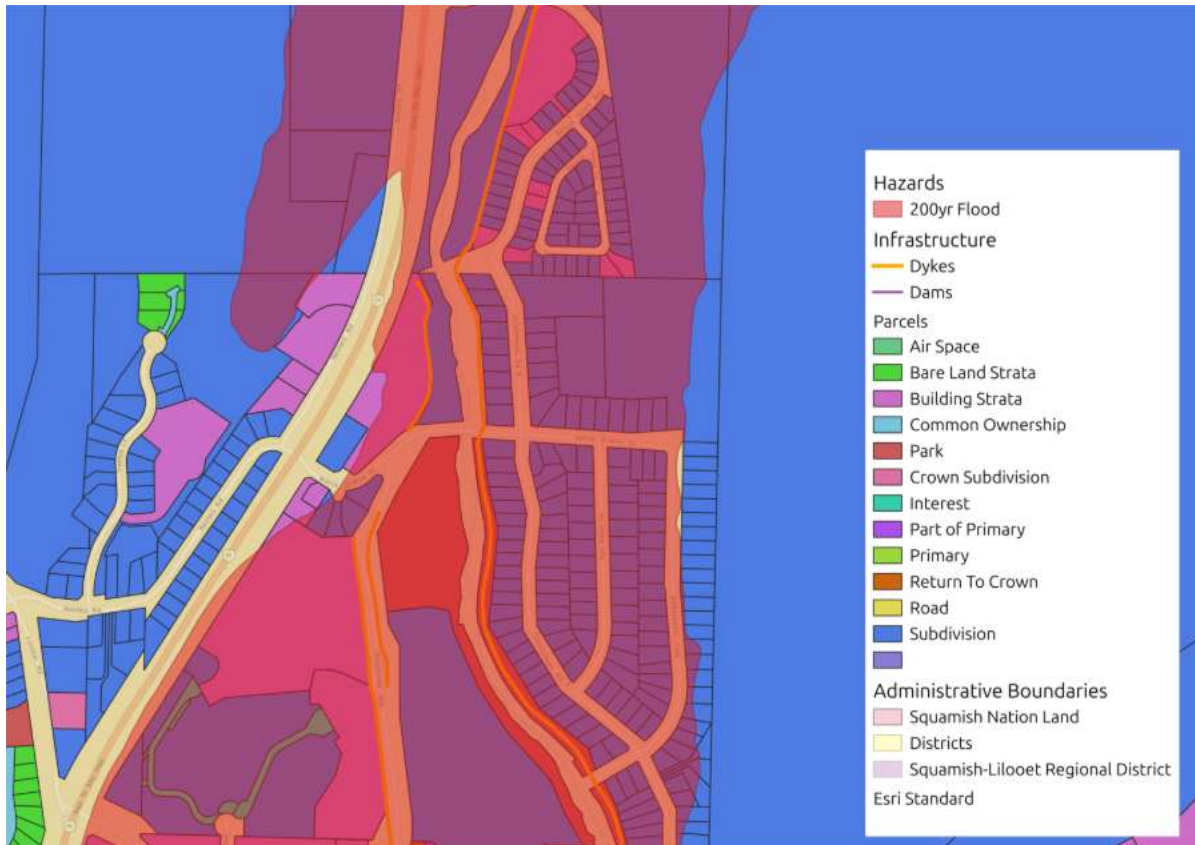 Hazards
200yr Flood
Infrastructure
Dykes
Dams
Parcels
Air Space
Bare Land Strata
Building Strata
Common Ownership
Park
Crown Subdivision
Interest
Part of Primary
Primary
Return To Crown
Road
Subdivision
Administrative Boundaries
Squamish Nation Land
Districts
Squamish-Lilooet Regional District
Esri Standard